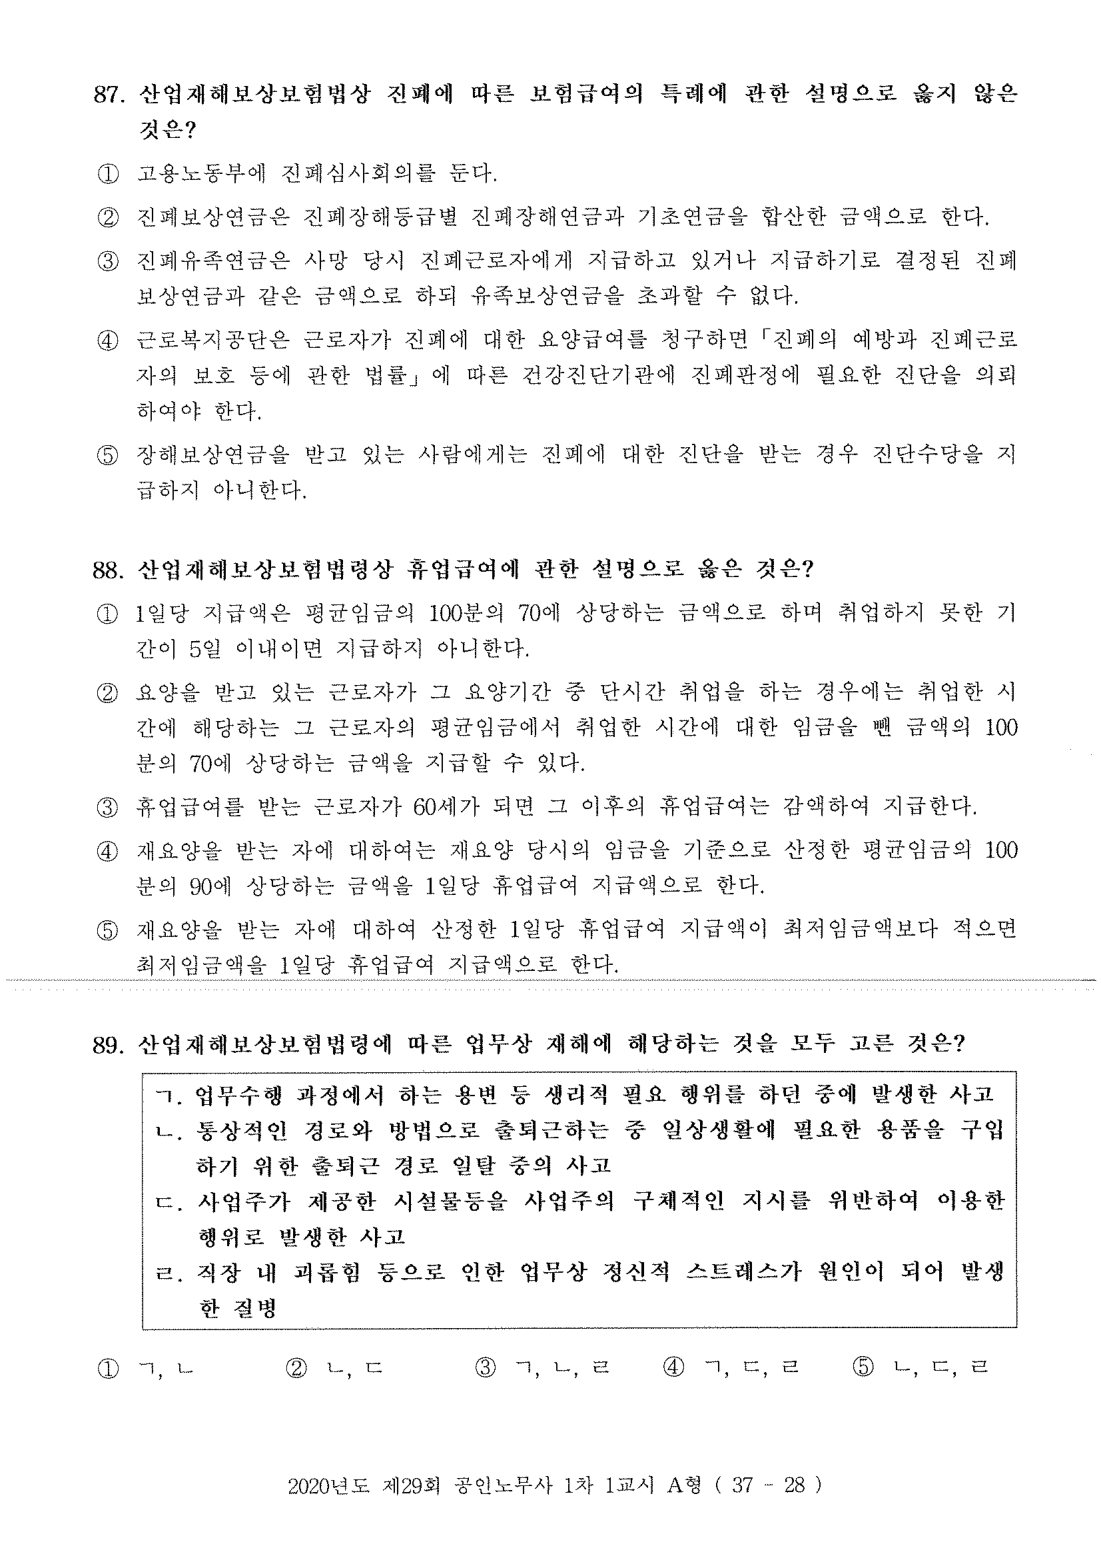 87. 산업재해보상보험법상 진폐에 따른 보험급여의 특례에 관한 설명으로 옳지 않은
것은?
① 고용노동부에 진폐심사회의를 둔다.
② 진폐보상연금은 진폐장해등급별 진폐장해연금과 기초연금을 합산한 금액으로 한다.
③ 진폐유족연금은 사망 당시 진폐근로자에게 지급하고 있거나 지급하기로 결정된 진폐
보상연금과 같은 금액으로 하되 유족보상연금을 초과할 수 없다.
④ 근로복지공단은 근로자가 진폐에 대한 요양급여를 청구하면「진폐의 예방과 진폐근로
자의 보호 등에 관한 법률」에 따른 건강진단기관에 진폐판정에 필요한 진단을 의뢰
하여야 한다.
⑤ 장해보상연금을 받고 있는 사람에게는 진폐에 대한 진단을 받는 경우 진단수당을 지
급하지 아니한다.
88. 산업재해보상보험법령상 휴업급여에 관한 설명으로 옳은 것은?
① 1일당 지급액은 평균임금의 100분의 70에 상당하는 금액으로 하며 취업하지 못한 기
간이 5일 이내이면 지급하지 아니한다.
② 요양을 받고 있는 근로자가 그 요양기간 중 단시간 취업을 하는 경우에는 취업한 시
간에 해당하는 그 근로자의 평균임금에서 취업한 시간에 대한 임금을 뺀 금액의 100
분의 70에 상당하는 금액을 지급할 수 있다.
③ 휴업급여를 받는 근로자가 60세가 되면 그 이후의 휴업급여는 감액하여 지급한다.
④ 재요양을 받는 자에 대하여는 재요양 당시의 임금을 기준으로 산정한 평균임금의 100
분의 90에 상당하는 금액을 1일당 휴업급여 지급액으로 한다.
⑤ 재요양을 받는 자에 대하여 산정한 1일당 휴업급여 지급액이 최저임금액보다 적으면
최저임금액을 1일당 휴업급여 지급액으로 한다.
89. 산업재해보상보험법령에 따른 업무상 재해에 해당하는 것을 모두 고른 것은?
ㄱ. 업무수행 과정에서 하는 용변 등 생리적 필요 행위를 하던 중에 발생한 사고
ㄴ. 통상적인 경로와 방법으로 출퇴근하는 중 일상생활에 필요한 용품을 구입
하기 위한 출퇴근 경로 일탈 중의 사고
ㄷ. 사업주가 제공한 시설물등을 사업주의 구체적인 지시를 위반하여 이용한
행위로 발생한 사고
ㄹ. 직장 내 괴롭힘 등으로 인한 업무상 정신적 스트레스가 원인이 되어 발생
한 질병
① ㄱ, ㄴ ② ㄴ, ㄷ ③ ㄱ, ㄴ, ㄹ ④ ㄱ, ㄷ, ㄹ ⑤ ㄴ, ㄷ, ㄹ
2020년도 제29회 공인노무사 1차 1교시 A형 ( 37 - 28 )